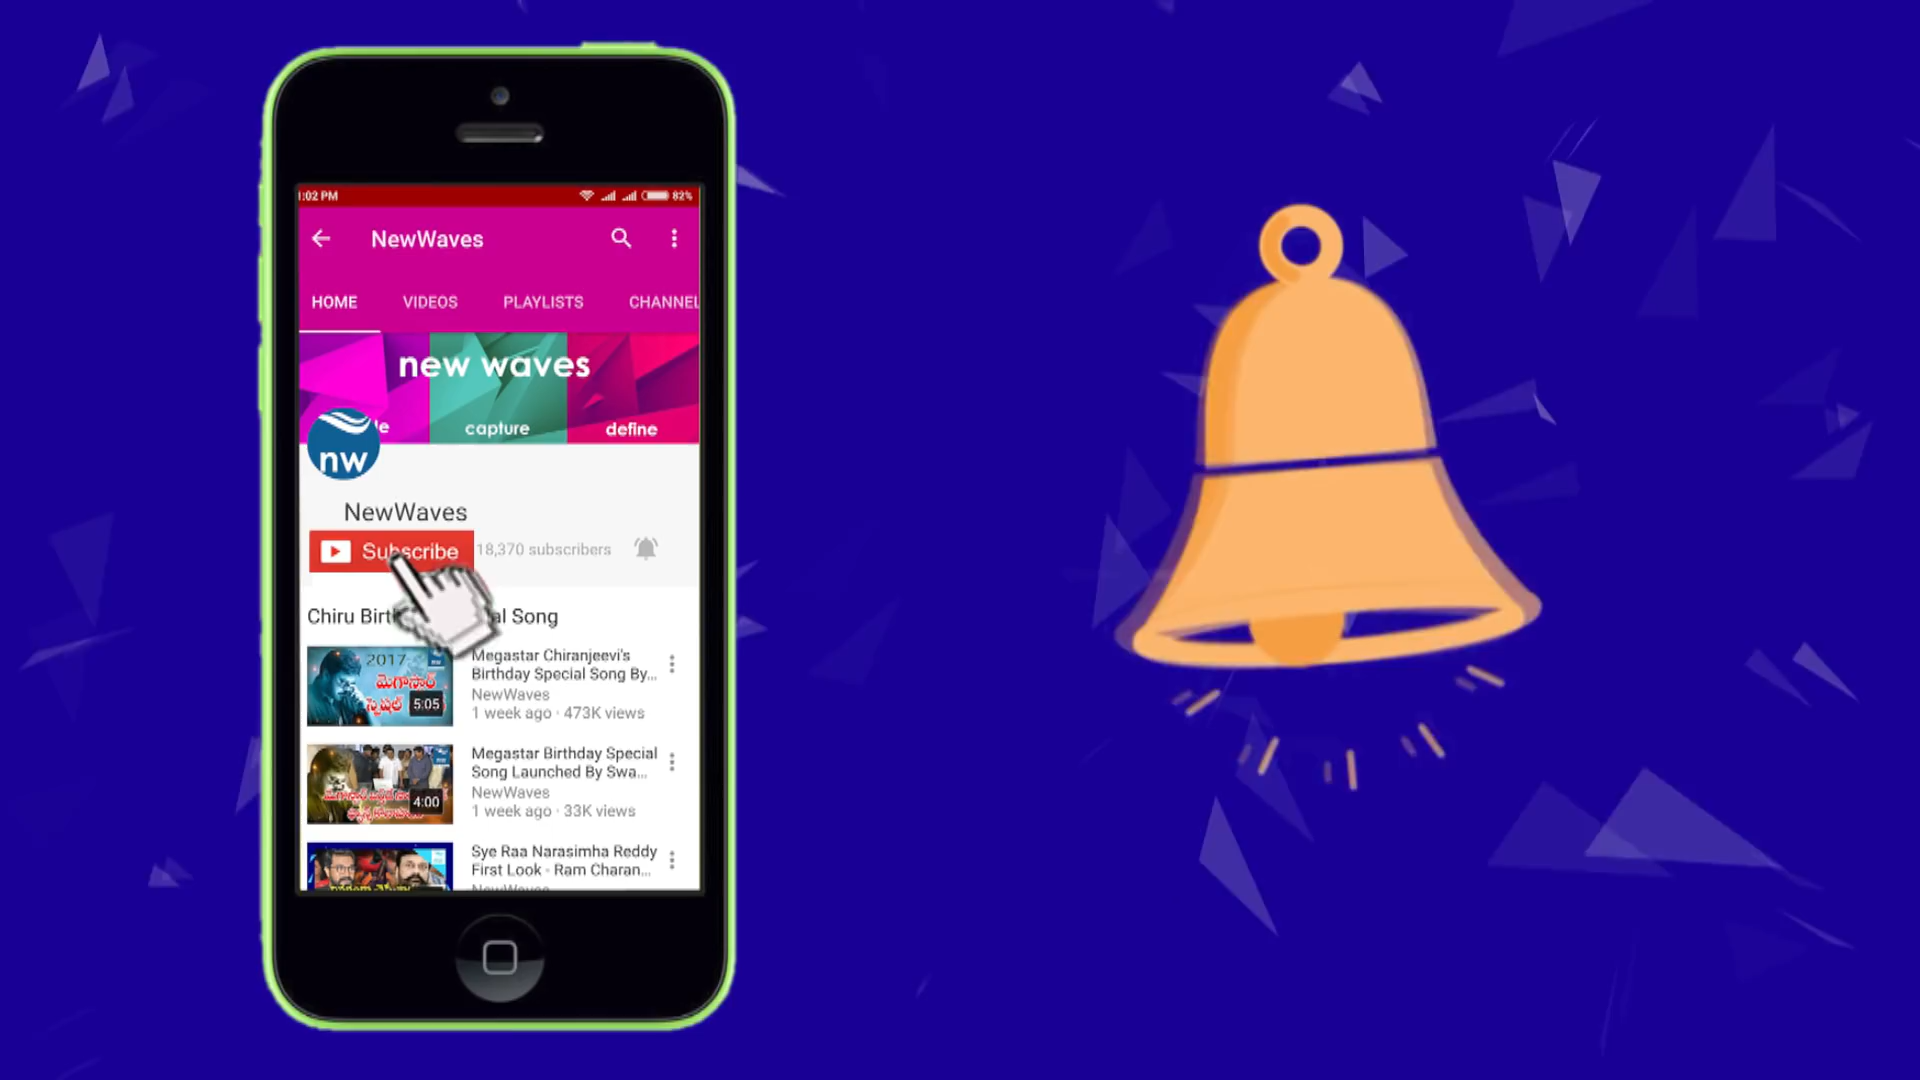 1:02 PM
82%
NewWaves
HOME VIDEOS PLAYLISTS CHANNEL
new waves
capture
define
nw
NewWaves
Subscribe
18,370 subscribers
Chiru Song
2017
మెగాస్టార్
స్పెషల్
5:05
Megastar Chiranjeevi's
Birthday Special Song By...
NewWaves
1 week ago · 473K views
4:00
Megastar Birthday Special
Song Launched By Swa...
NewWaves
1 week ago · 33K views
Sye Raa Narasimha Reddy
First Look - Ram Charan...
NewWaves